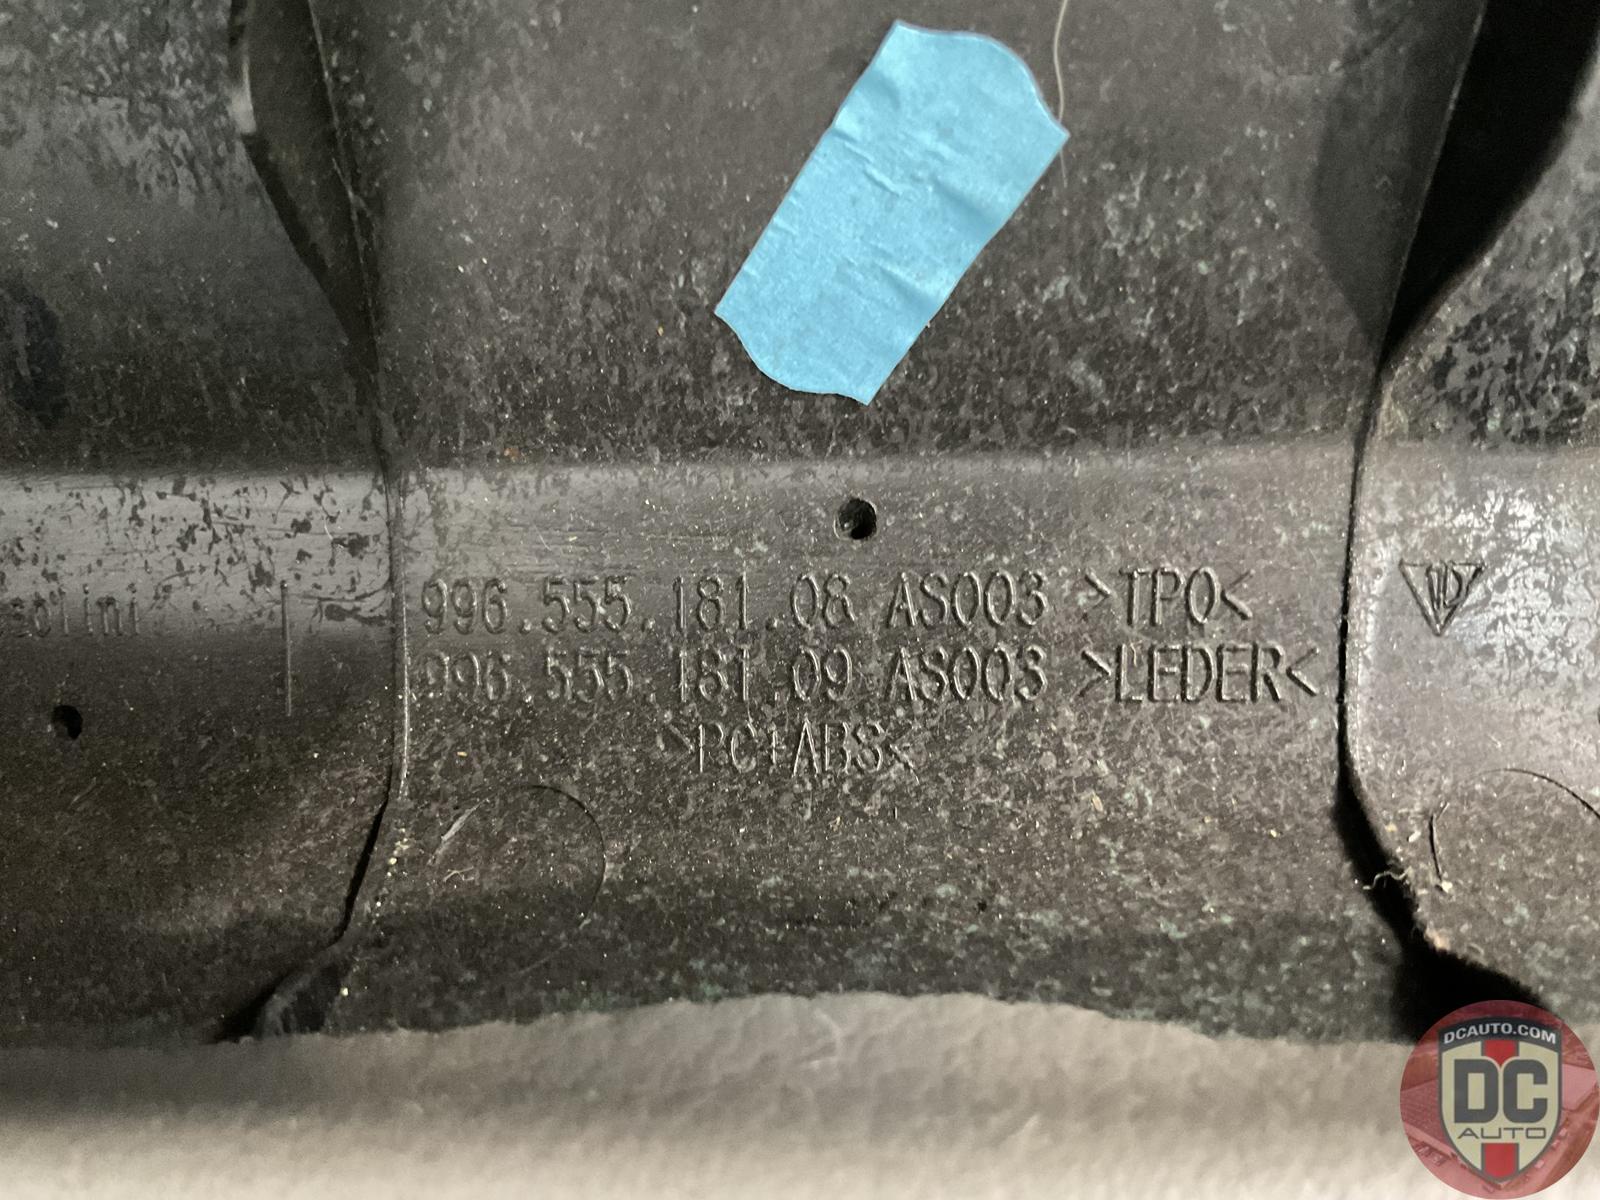 996.555.181.08 AS003 >TPO<
996.555.181.09 AS003 >LEDER<
>PC+ABS<
DCAUTO.COM
DC
AUTO